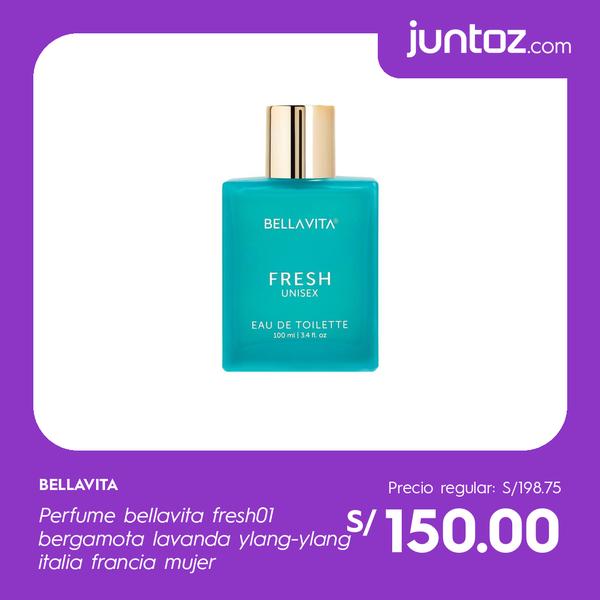 juntoz.com
BELLAVITA®
FRESH
UNISEX
EAU DE TOILETTE
100 ml | 3.4 fl. oz
BELLAVITA
Perfume bellavita fresh01
bergamota lavanda ylang-ylang
italia francia mujer
Precio regular: S/198.75
S/ 150.00